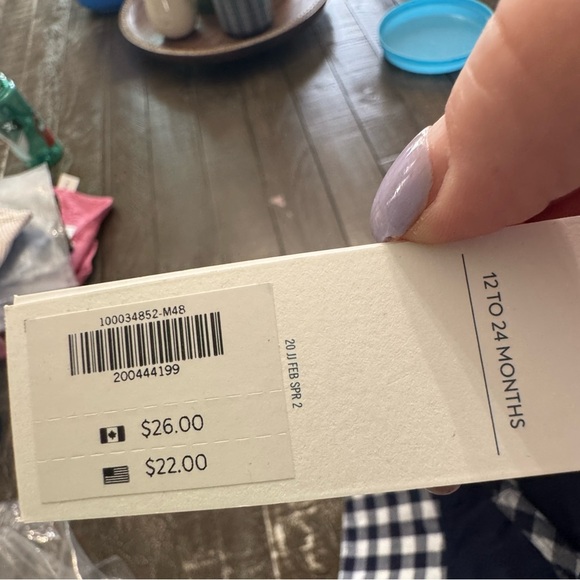 100034852-M48
200444199
$26.00
$22.00
20 JJ FEB SPR 2
12 TO 24 MONTHS